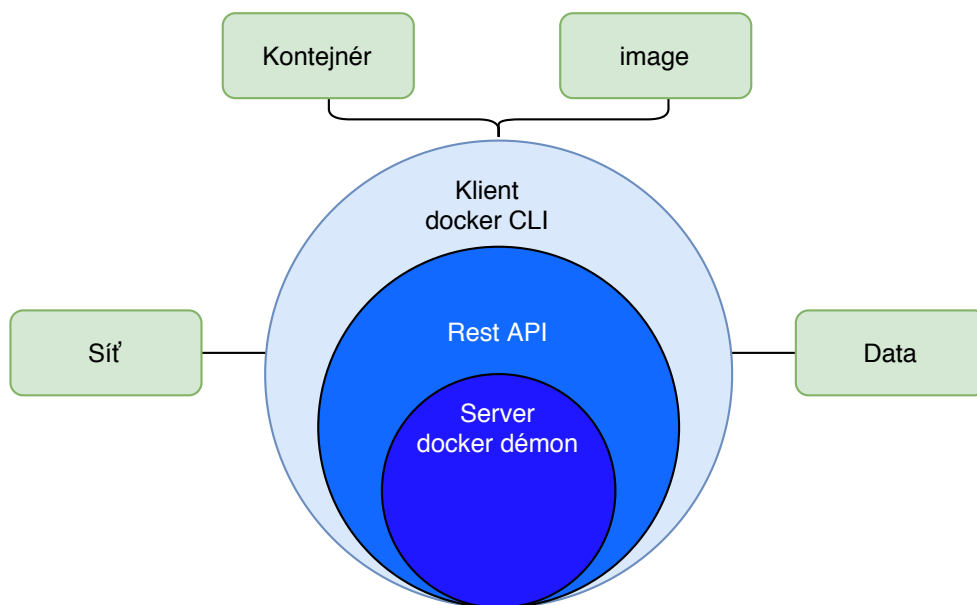 Kontejnér
image
Klient
docker CLI
Síť
Rest API
Data
Server
docker démon